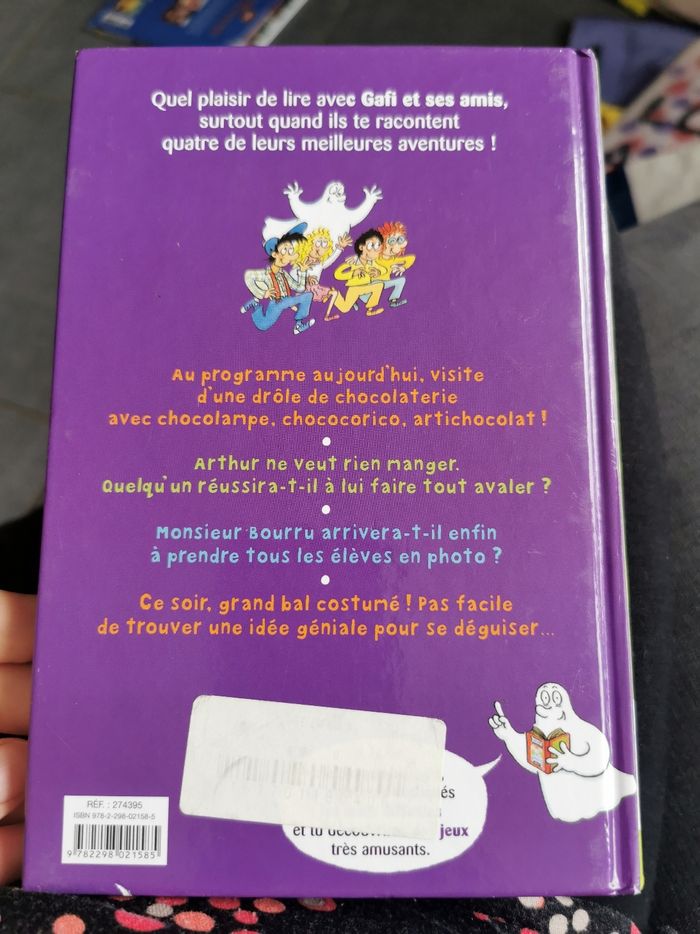 Quel plaisir de lire avec Gafi et ses amis,
surtout quand ils te racontent
quatre de leurs meilleures aventures !
Au programme aujourd'hui, visite
d'une drôle de chocolaterie
avec chocolampe, chococorico, artichocolat !
Arthur ne veut rien manger.
Quelqu'un réussira-t-il à lui faire tout avaler ?
Monsieur Bourru arrivera-t-il enfin
à prendre tous les élèves en photo ?
Ce soir, grand bal costumé ! Pas facile
de trouver une idée géniale pour se déguiser...
et tu jeux
très amusants.
RÉF. : 274395
ISBN 978-2-298-02158-5
9 782298 021585